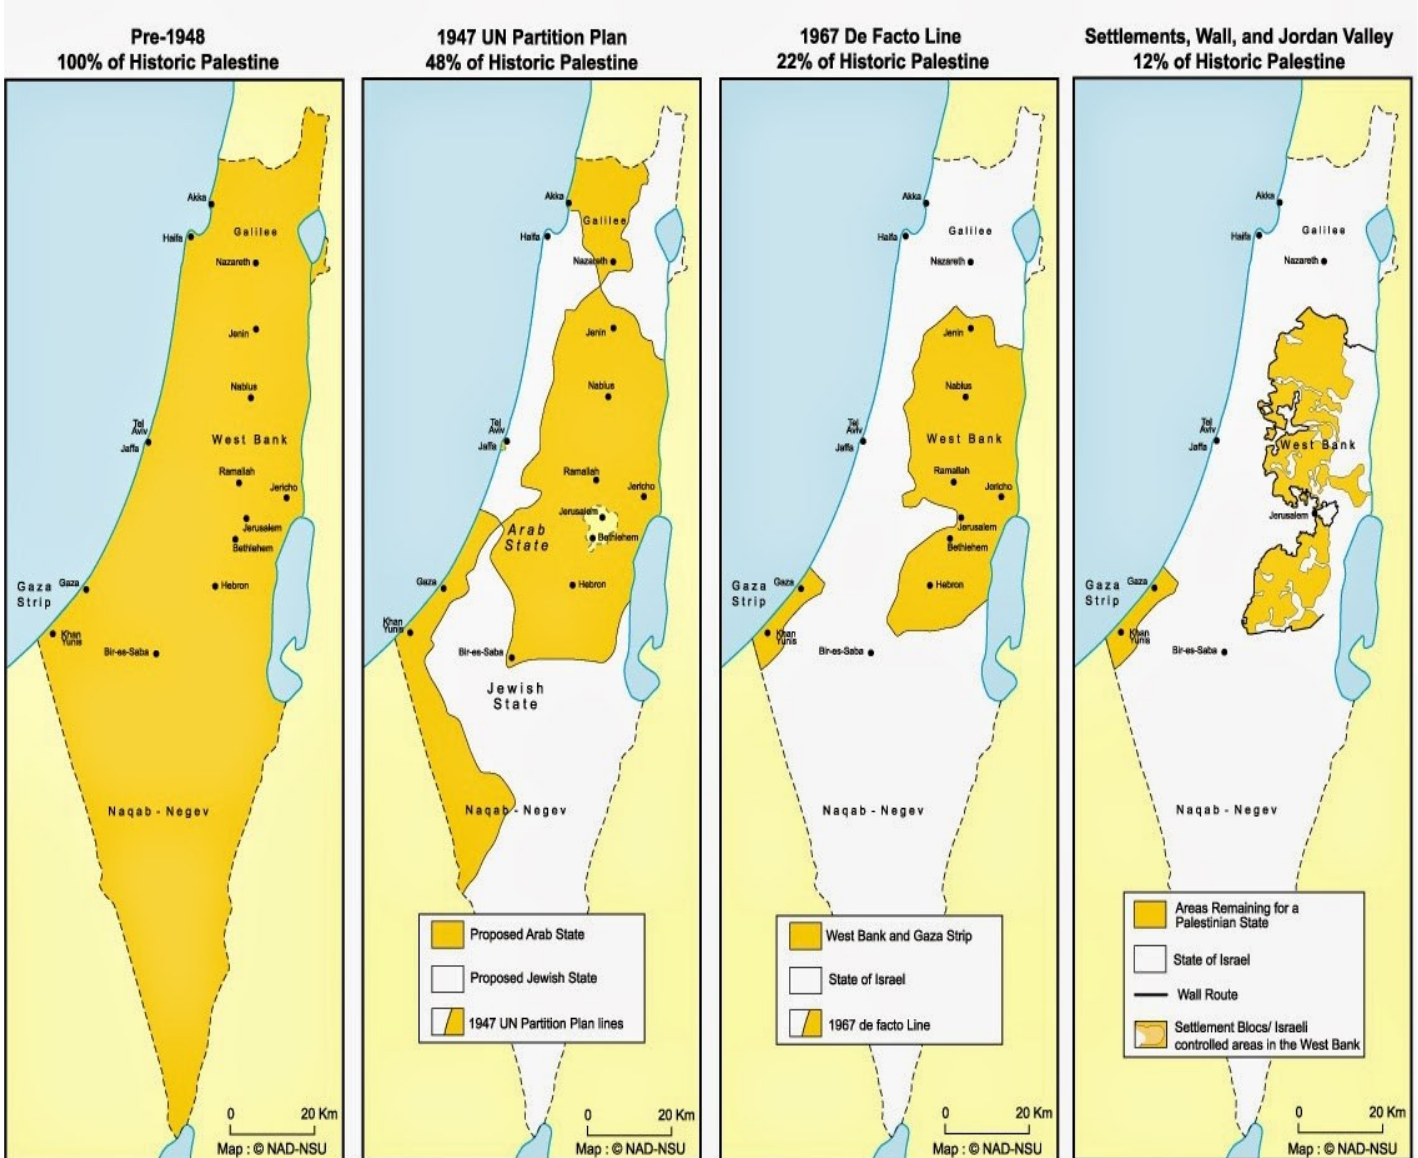 Pre-1948
100% of Historic Palestine
Akka
Haifa
Galilee
Nazareth
Jenin
Nablus
Tel
Aviv
Jaffa
West Bank
Ramallah
Jericho
Jerusalem
Bethlehem
Gaza
Strip
Gaza
Hebron
Khan
Yunis
Bir-es-Saba
Naqab - Negev
0 20 Km
Map : © NAD-NSU
1947 UN Partition Plan
48% of Historic Palestine
Akka
Galilee
Haifa
Nazareth
Jenin
Nablus
Tel
Aviv
Jaffa
Ramallah
Jericho
Jerusalem
Arab
State
Bethlehem
Gaza
Hebron
Khan
Yunis
Bir-es-Saba
Jewish
State
Naqab - Negev
Proposed Arab State
Proposed Jewish State
1947 UN Partition Plan lines
0 20 Km
Map : © NAD-NSU
1967 De Facto Line
22% of Historic Palestine
Akka
Haifa
Galilee
Nazareth
Jenin
Nablus
Tel
Aviv
Jaffa
West Bank
Ramallah
Jericho
Jerusalem
Bethlehem
Gaza
Strip
Gaza
Hebron
Khan
Yunis
Bir-es-Saba
Naqab - Negev
West Bank and Gaza Strip
State of Israel
1967 de facto Line
0 20 Km
Map : © NAD-NSU
Settlements, Wall, and Jordan Valley
12% of Historic Palestine
Akka
Haifa
Galilee
Nazareth
Tel
Aviv
Jaffa
West Bank
Jerusalem
Gaza
Strip
Gaza
Khan
Yunis
Bir-es-Saba
Naqab - Negev
Areas Remaining for a
Palestinian State
State of Israel
Wall Route
Settlement Blocs/ Israeli
controlled areas in the West Bank
0 20 Km
Map : © NAD-NSU